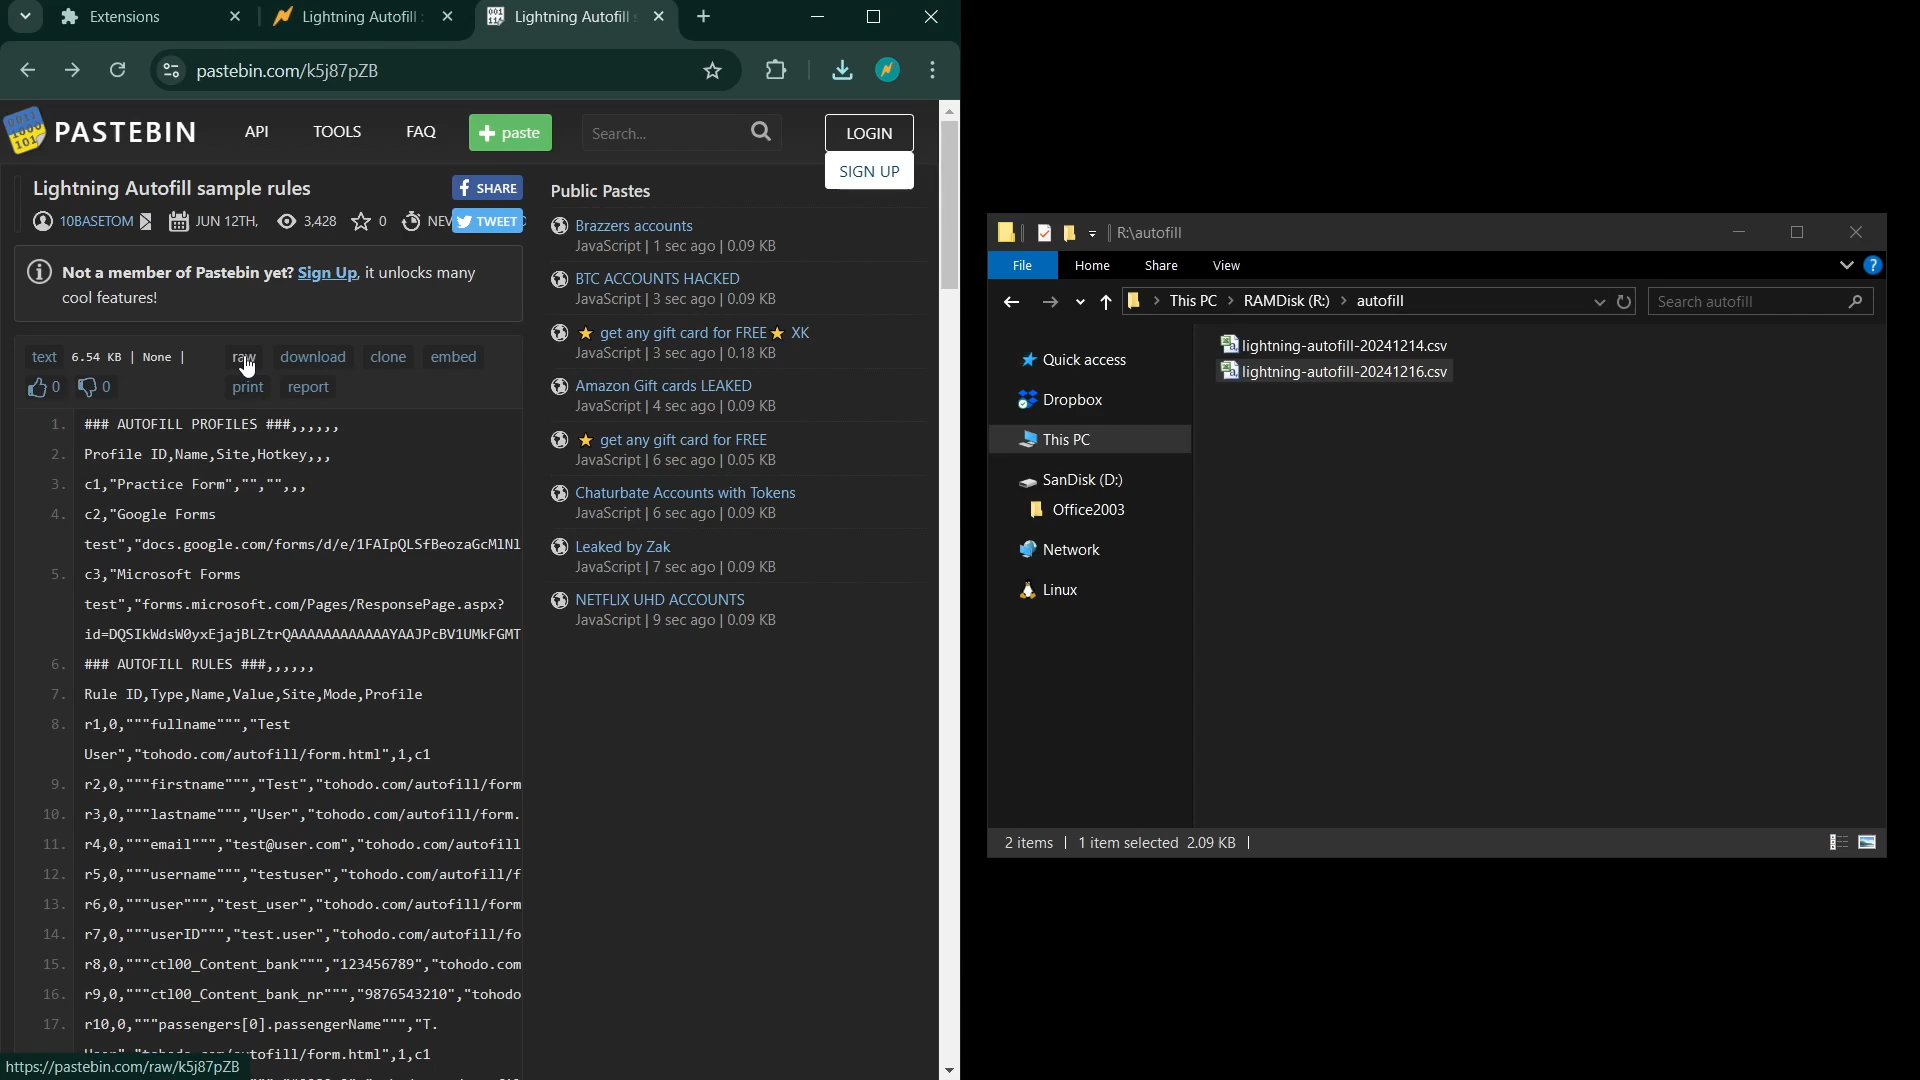 Extensions
Lightning Autofill
Lightning Autofill
pastebin.com/k5j87pZB
PASTEBIN
API
TOOLS
FAQ
paste
Search...
LOGIN
SIGN UP
Lightning Autofill sample rules
SHARE
10BASETOM
JUN 12TH,
3,428
0
TWEET
Not a member of Pastebin yet? Sign Up, it unlocks many
cool features!
text 6.54 KB | None |
raw
download
clone
embed
0
0
print
report
1. ### AUTOFILL PROFILES ###,,,,,,
2. Profile ID,Name,Site,Hotkey,,,
3. c1,"Practice Form","","",,,
4. c2,"Google Forms
test","docs.google.com/forms/d/e/1FAIpQLSfBeozaGcMlNl
5. c3,"Microsoft Forms
test","forms.microsoft.com/Pages/ResponsePage.aspx?
id=DQSIkWdsW0yxEjajBLZtrQAAAAAAAAAAAAYAAJPcBV1UMkFGMT
6. ### AUTOFILL RULES ###,,,,,,
7. Rule ID,Type,Name,Value,Site,Mode,Profile
8. r1,0,"""fullname""","Test
User","tohodo.com/autofill/form.html",1,c1
9. r2,0,"""firstname""","Test","tohodo.com/autofill/form
10. r3,0,"""lastname""","User","tohodo.com/autofill/form.
11. r4,0,"""email""","test@user.com","tohodo.com/autofill
12. r5,0,"""username""","testuser","tohodo.com/autofill/f
13. r6,0,"""user""","test_user","tohodo.com/autofill/form
14. r7,0,"""userID""","test.user","tohodo.com/autofill/fo
15. r8,0,"""ctl00_Content_bank""","123456789","tohodo.com
16. r9,0,"""ctl00_Content_bank_nr""","9876543210","tohodo
17. r10,0,"""passengers[0].passengerName""","T.
https://pastebin.com/raw/k5j87pZB
Public Pastes
Brazzers accounts
JavaScript | 1 sec ago | 0.09 KB
BTC ACCOUNTS HACKED
JavaScript | 3 sec ago | 0.09 KB
⭐ get any gift card for FREE⭐ XK
JavaScript | 3 sec ago | 0.18 KB
Amazon Gift cards LEAKED
JavaScript | 4 sec ago | 0.09 KB
⭐ get any gift card for FREE
JavaScript | 6 sec ago | 0.05 KB
Chaturbate Accounts with Tokens
JavaScript | 6 sec ago | 0.09 KB
Leaked by Zak
JavaScript | 7 sec ago | 0.09 KB
NETFLIX UHD ACCOUNTS
JavaScript | 9 sec ago | 0.09 KB
R:\autofill
File
Home
Share
View
This PC > RAMDisk (R:) > autofill
Search autofill
Quick access
Dropbox
This PC
SanDisk (D:)
Office2003
Network
Linux
lightning-autofill-20241214.csv
lightning-autofill-20241216.csv
2 items | 1 item selected 2.09 KB |